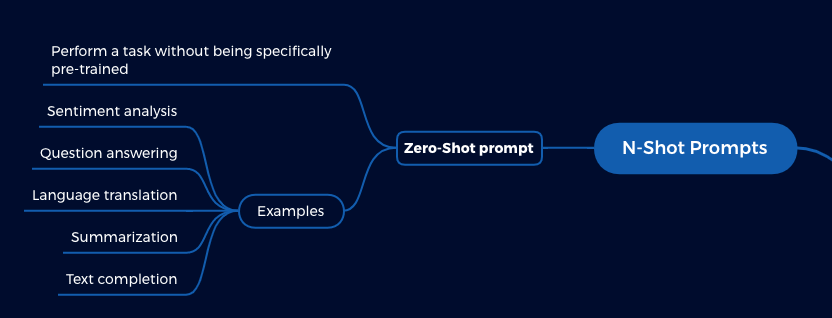 Perform a task without being specifically
pre-trained
Sentiment analysis
Question answering
Language translation
Summarization
Text completion
Examples
Zero-Shot prompt
N-Shot Prompts